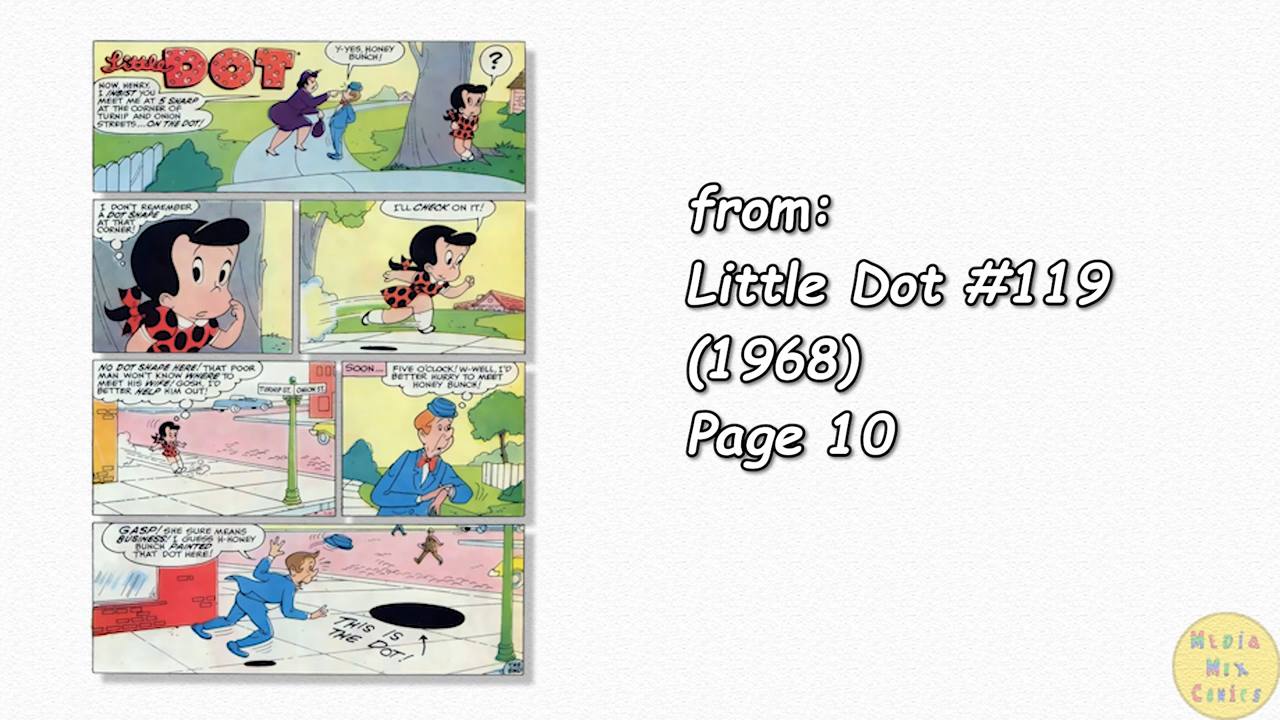 Little DOT
NOW, HENRY,
I INSIST YOU
MEET ME AT 5 SHARP
AT THE CORNER OF
TURNIP AND ONION
STREETS...ON THE DOT!
Y-YES, HONEY
BUNCH!
?
I DON'T REMEMBER
A DOT SHAPE
AT THAT
CORNER!
I'LL CHECK ON IT!
NO DOT SHAPE HERE! THAT POOR
MAN WON'T KNOW WHERE TO
MEET HIS WIFE! GOSH, I'D
BETTER HELP HIM OUT!
TURNIP ST.
ONION ST.
SOON...
FIVE O'CLOCK! W-WELL, I'D
BETTER HURRY TO MEET
HONEY BUNCH!
GASP! SHE SURE MEANS
BUSINESS! I GUESS H-HONEY
BUNCH PAINTED
THAT DOT HERE!
THIS IS
THE DOT!
THE
END
from:
Little Dot #119
(1968)
Page 10
MEDIA
MIX
COMICS